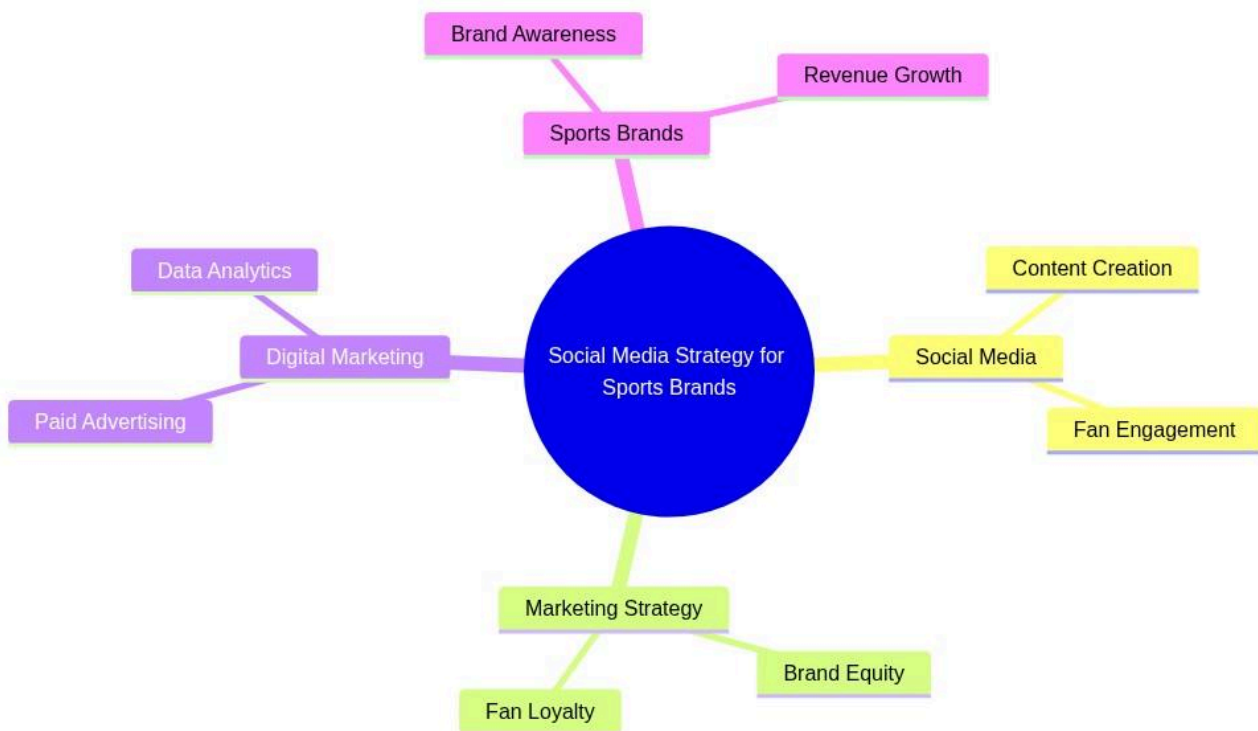 Brand Awareness
Revenue Growth
Sports Brands
Data Analytics
Content Creation
Digital Marketing
Social Media Strategy for
Sports Brands
Social Media
Paid Advertising
Fan Engagement
Marketing Strategy
Brand Equity
Fan Loyalty